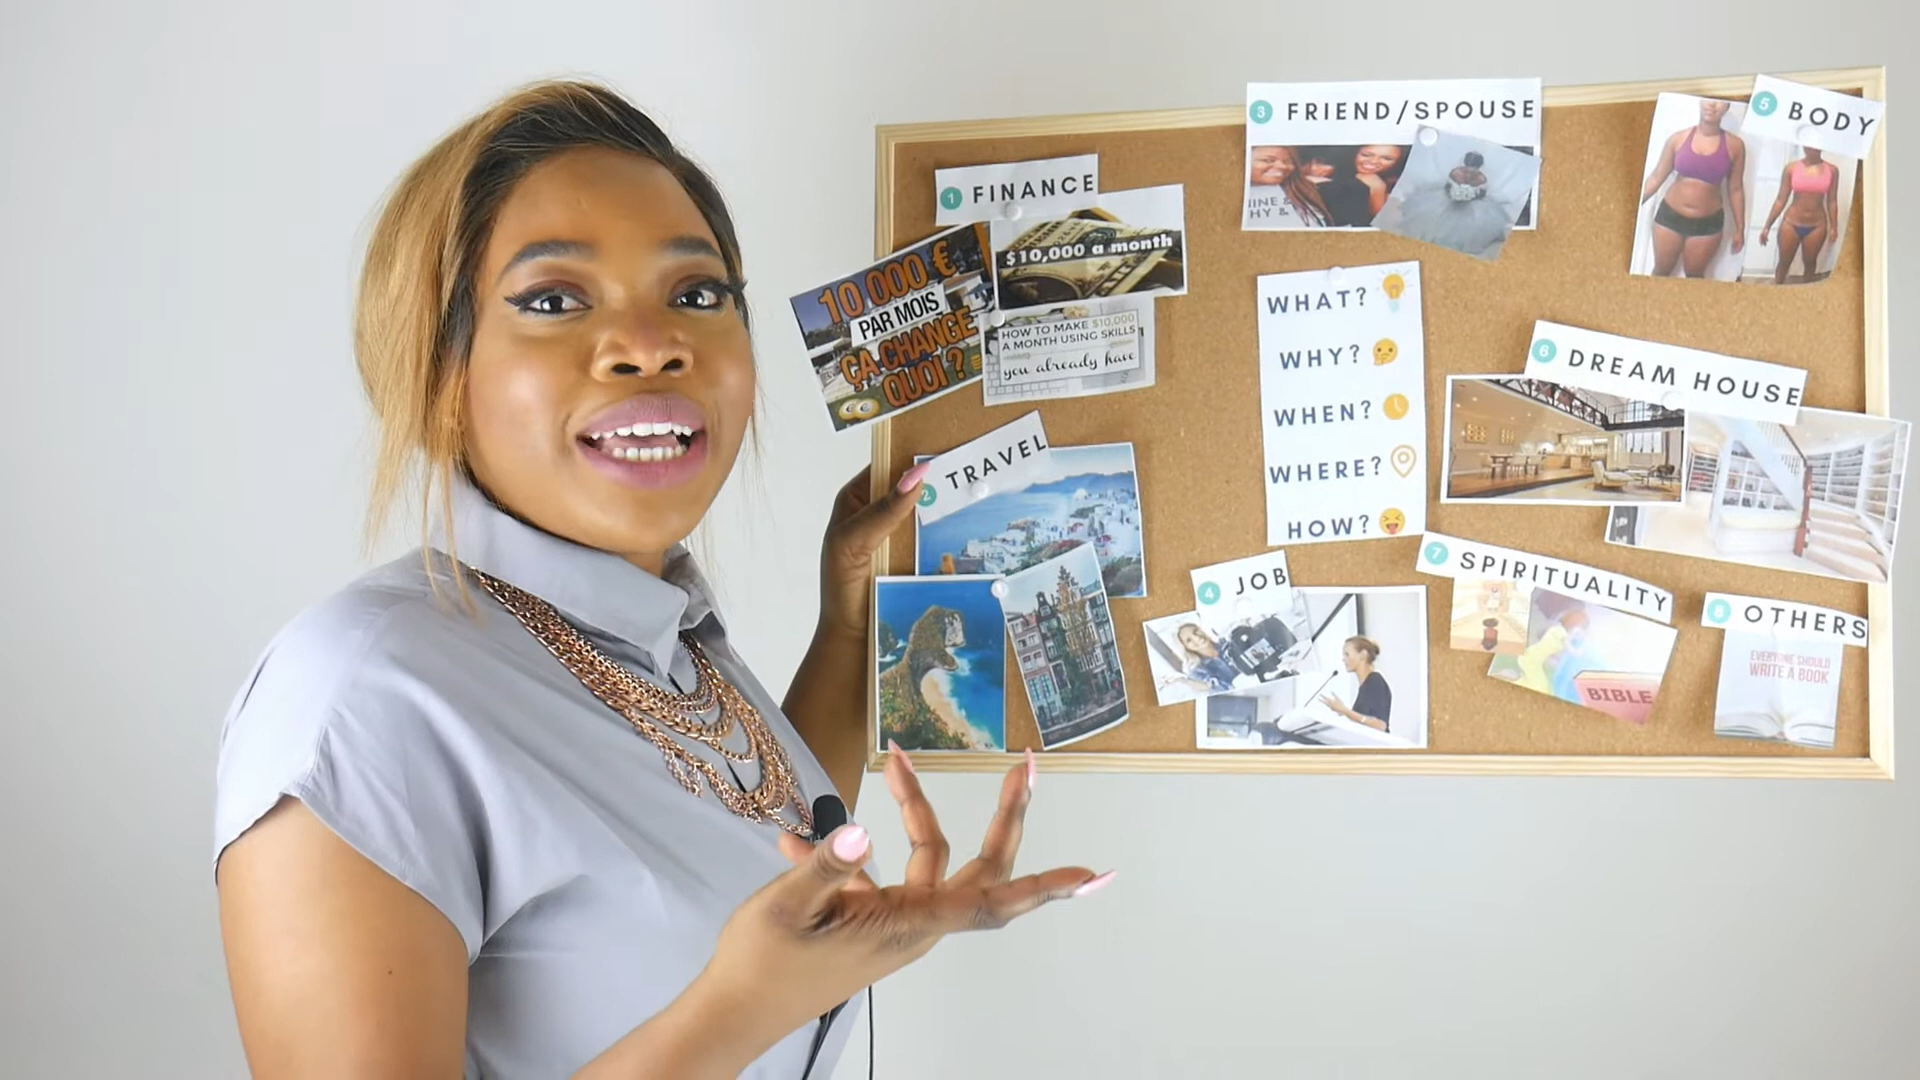 1 FINANCE
10 000 €
PAR MOIS
ÇA CHANGE
QUOI ?
$10,000 a month
HOW TO MAKE $10,000
A MONTH USING SKILLS
you already have
2 TRAVEL
3 FRIEND/SPOUSE
WHAT?
WHY?
WHEN?
WHERE?
HOW?
4 JOB
5 BODY
6 DREAM HOUSE
7 SPIRITUALITY
BIBLE
8 OTHERS
EVERYONE SHOULD
WRITE A BOOK